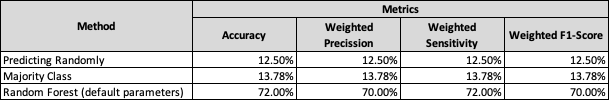 Method
Metrics
Accuracy
Weighted Precission
Weighted Sensitivity
Weighted F1-Score
Predicting Randomly 12.50% 12.50% 12.50% 12.50%
Majority Class 13.78% 13.78% 13.78% 13.78%
Random Forest (default parameters) 72.00% 70.00% 72.00% 70.00%